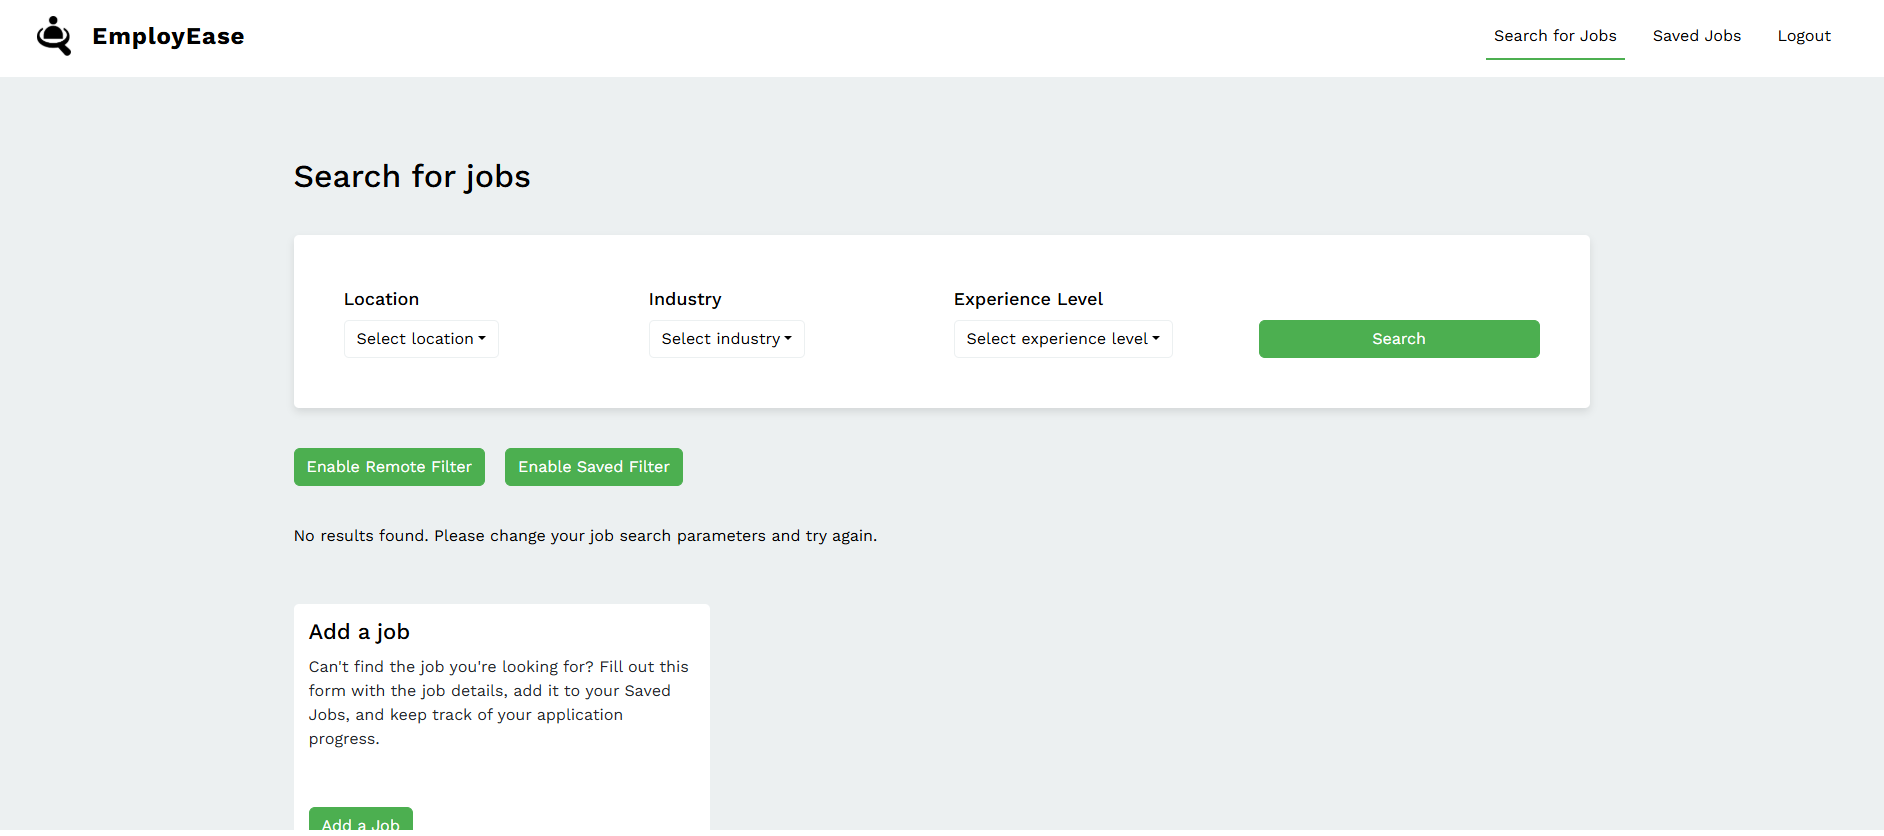 EmployEase
Search for Jobs
Saved Jobs
Logout
Search for jobs
Location
Industry
Experience Level
Select location
Select industry
Select experience level
Search
Enable Remote Filter
Enable Saved Filter
No results found. Please change your job search parameters and try again.
Add a job
Can't find the job you're looking for? Fill out this
form with the job details, add it to your Saved
Jobs, and keep track of your application
progress.
Add a Job